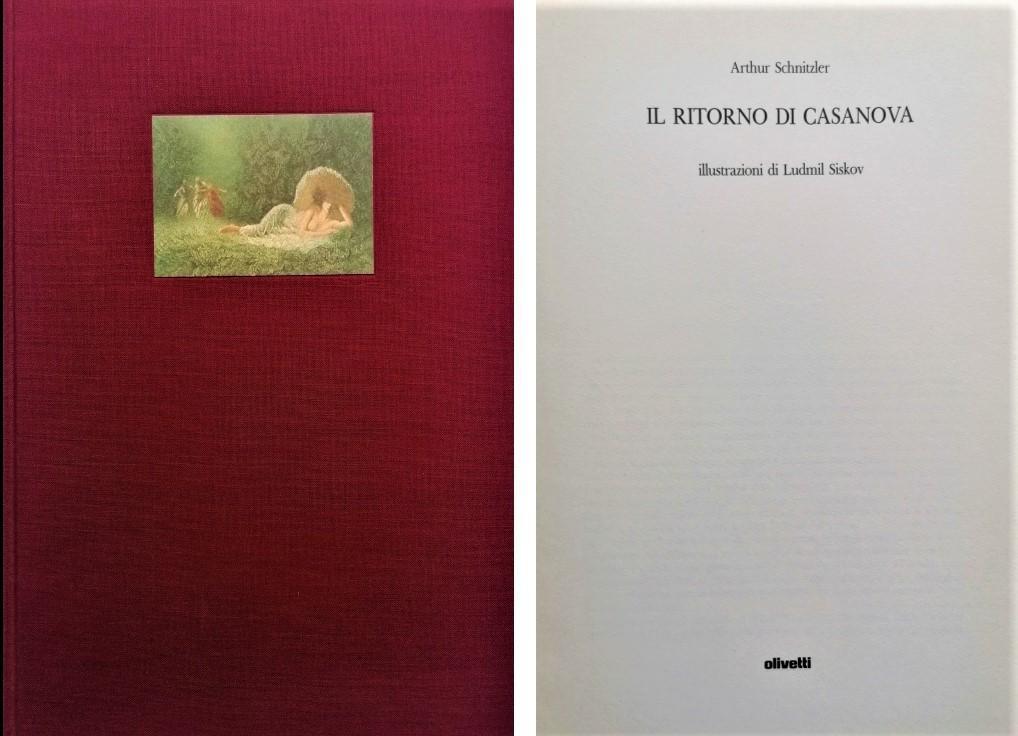 Arthur Schnitzler
IL RITORNO DI CASANOVA
illustrazioni di Ludmil Siskov
olivetti